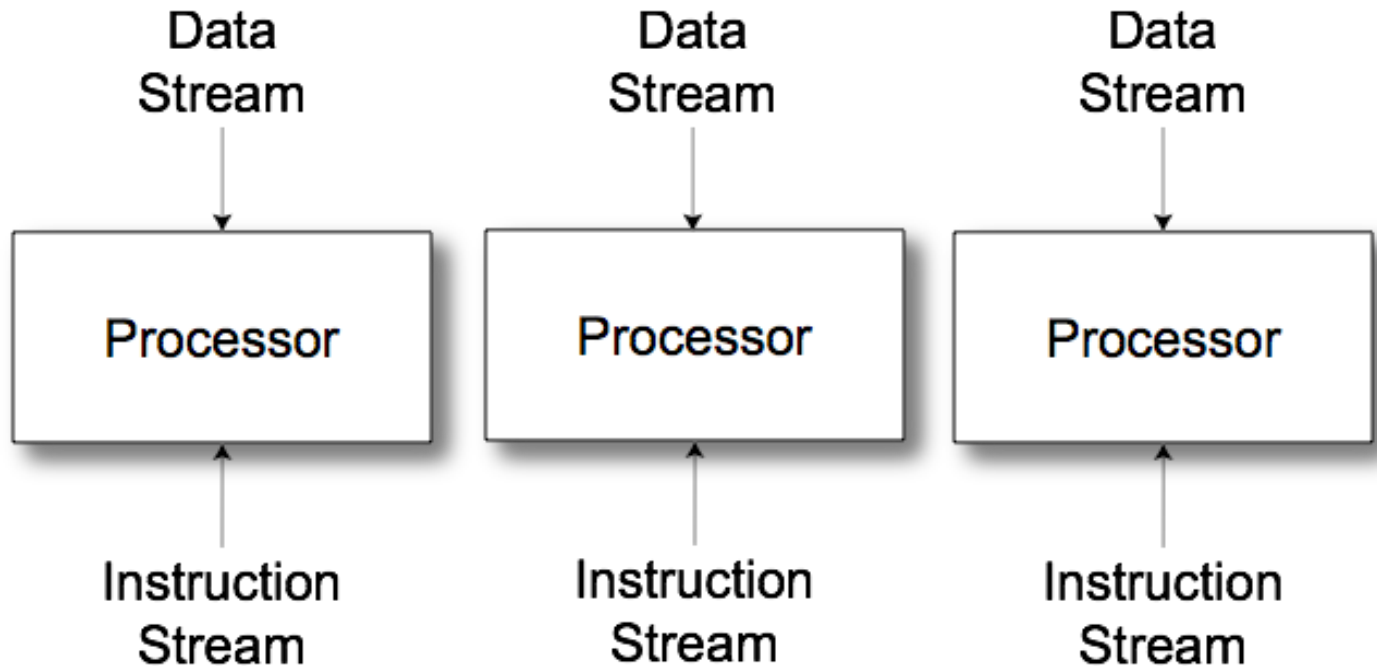 Data
Stream
Data
Stream
Data
Stream
Processor
Processor
Processor
Instruction
Stream
Instruction
Stream
Instruction
Stream